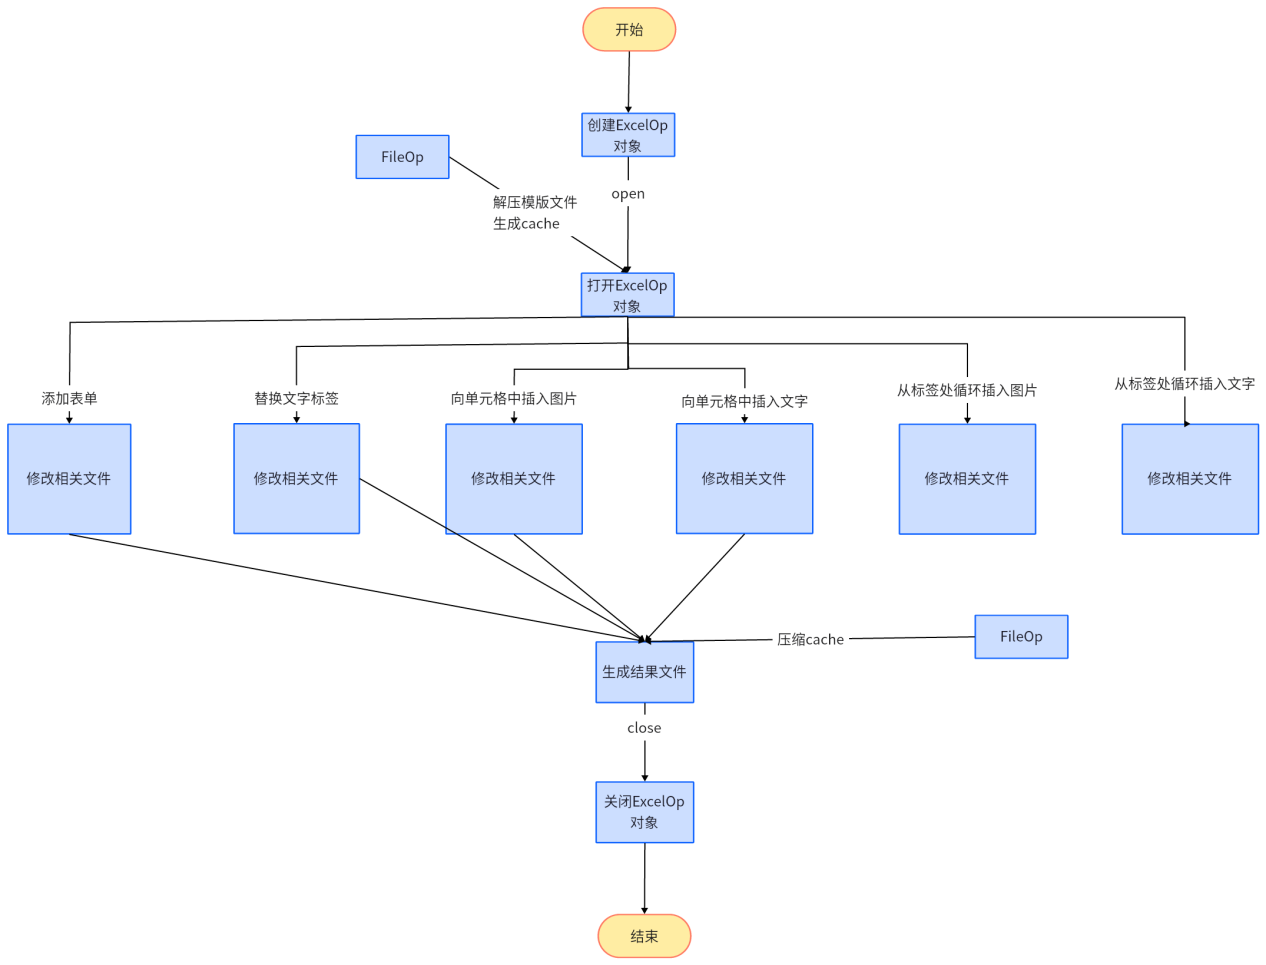 开始
创建ExcelOp
对象
FileOp
open
解压模版文件
生成cache
打开ExcelOp
对象
添加表单
替换文字标签
向单元格中插入图片
向单元格中插入文字
从标签处循环插入图片
从标签处循环插入文字
修改相关文件
修改相关文件
修改相关文件
修改相关文件
修改相关文件
修改相关文件
压缩cache
FileOp
生成结果文件
close
关闭ExcelOp
对象
结束